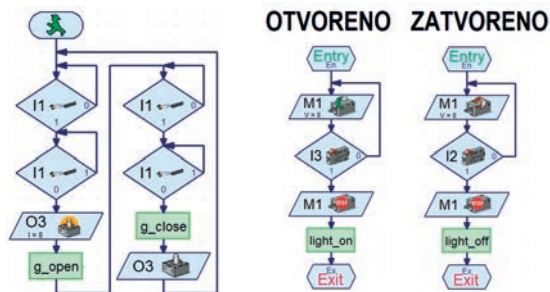 OTVORENO ZATVORENO
I1
0
1
I1
1
0
O3
I = 8
g_open
I1
0
1
I1
1
0
g_close
O3
Entry
En
M1
V = 8
I3
0
1
M1
STOP
light_on
Ex
Exit
Entry
En
M1
V = 8
I2
0
1
M1
STOP
light_off
Ex
Exit